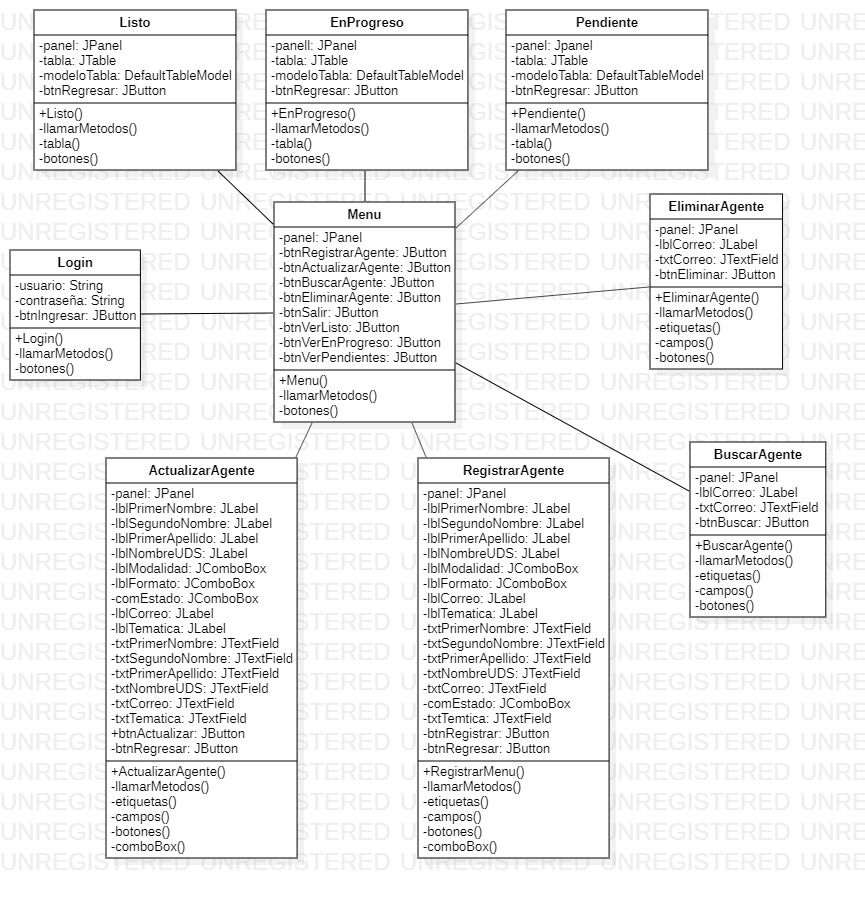 Listo
-panel: JPanel
-tabla: JTable
-modeloTabla: DefaultTableModel
-btnRegresar: JButton
+Listo()
-llamarMetodos()
-tabla()
-botones()
EnProgreso
-panell: JPanel
-tabla: JTable
-modeloTabla: DefaultTableModel
-btnRegresar: JButton
+EnProgreso()
-llamarMetodos()
-tabla()
-botones()
Pendiente
-panel: Jpanel
-tabla: JTable
-modeloTabla: DefaultTableModel
-btnRegresar: JButton
+Pendiente()
-llamarMetodos()
-tabla()
-botones()
Login
-usuario: String
-contraseña: String
-btnIngresar: JButton
+Login()
-llamarMetodos()
-botones()
Menu
-panel: JPanel
-btnRegistrarAgente: JButton
-btnActualizarAgente: JButton
-btnBuscarAgente: JButton
-btnEliminarAgente: JButton
-btnSalir: JButton
-btnVerListo: JButton
-btnVerEnProgreso: JButton
-btnVerPendientes: JButton
+Menu()
-llamarMetodos()
-botones()
EliminarAgente
-panel: JPanel
-lblCorreo: JLabel
-txtCorreo: JTextField
-btnEliminar: JButton
+EliminarAgente()
-llamarMetodos()
-etiquetas()
-campos()
-botones()
ActualizarAgente
-panel: JPanel
-lblPrimerNombre: JLabel
-lblSegundoNombre: JLabel
-lblPrimerApellido: JLabel
-lblNombreUDS: JLabel
-lblModalidad: JComboBox
-lblFormato: JComboBox
-comEstado: JComboBox
-lblCorreo: JLabel
-lblTematica: JLabel
-txtPrimerNombre: JTextField
-txtSegundoNombre: JTextField
-txtPrimerApellido: JTextField
-txtNombreUDS: JTextField
-txtCorreo: JTextField
-txtTematica: JTextField
+btnActualizar: JButton
-btnRegresar: JButton
+ActualizarAgente()
-llamarMetodos()
-etiquetas()
-campos()
-botones()
-comboBox()
RegistrarAgente
-panel: JPanel
-lblPrimerNombre: JLabel
-lblSegundoNombre: JLabel
-lblPrimerApellido: JLabel
-lblNombreUDS: JLabel
-lblModalidad: JComboBox
-lblFormato: JComboBox
-lblCorreo: JLabel
-lblTematica: JLabel
-txtPrimerNombre: JTextField
-txtSegundoNombre: JTextField
-txtPrimerApellido: JTextField
-txtNombreUDS: JTextField
-txtCorreo: JTextField
-comEstado: JComboBox
-txtTemtica: JTextField
-btnRegistrar: JButton
-btnRegresar: JButton
+RegistrarMenu()
-llamarMetodos()
-etiquetas()
-campos()
-botones()
-comboBox()
BuscarAgente
-panel: JPanel
-lblCorreo: JLabel
-txtCorreo: JTextField
-btnBuscar: JButton
+BuscarAgente()
-llamarMetodos()
-etiquetas()
-campos()
-botones()
UNREGISTERED